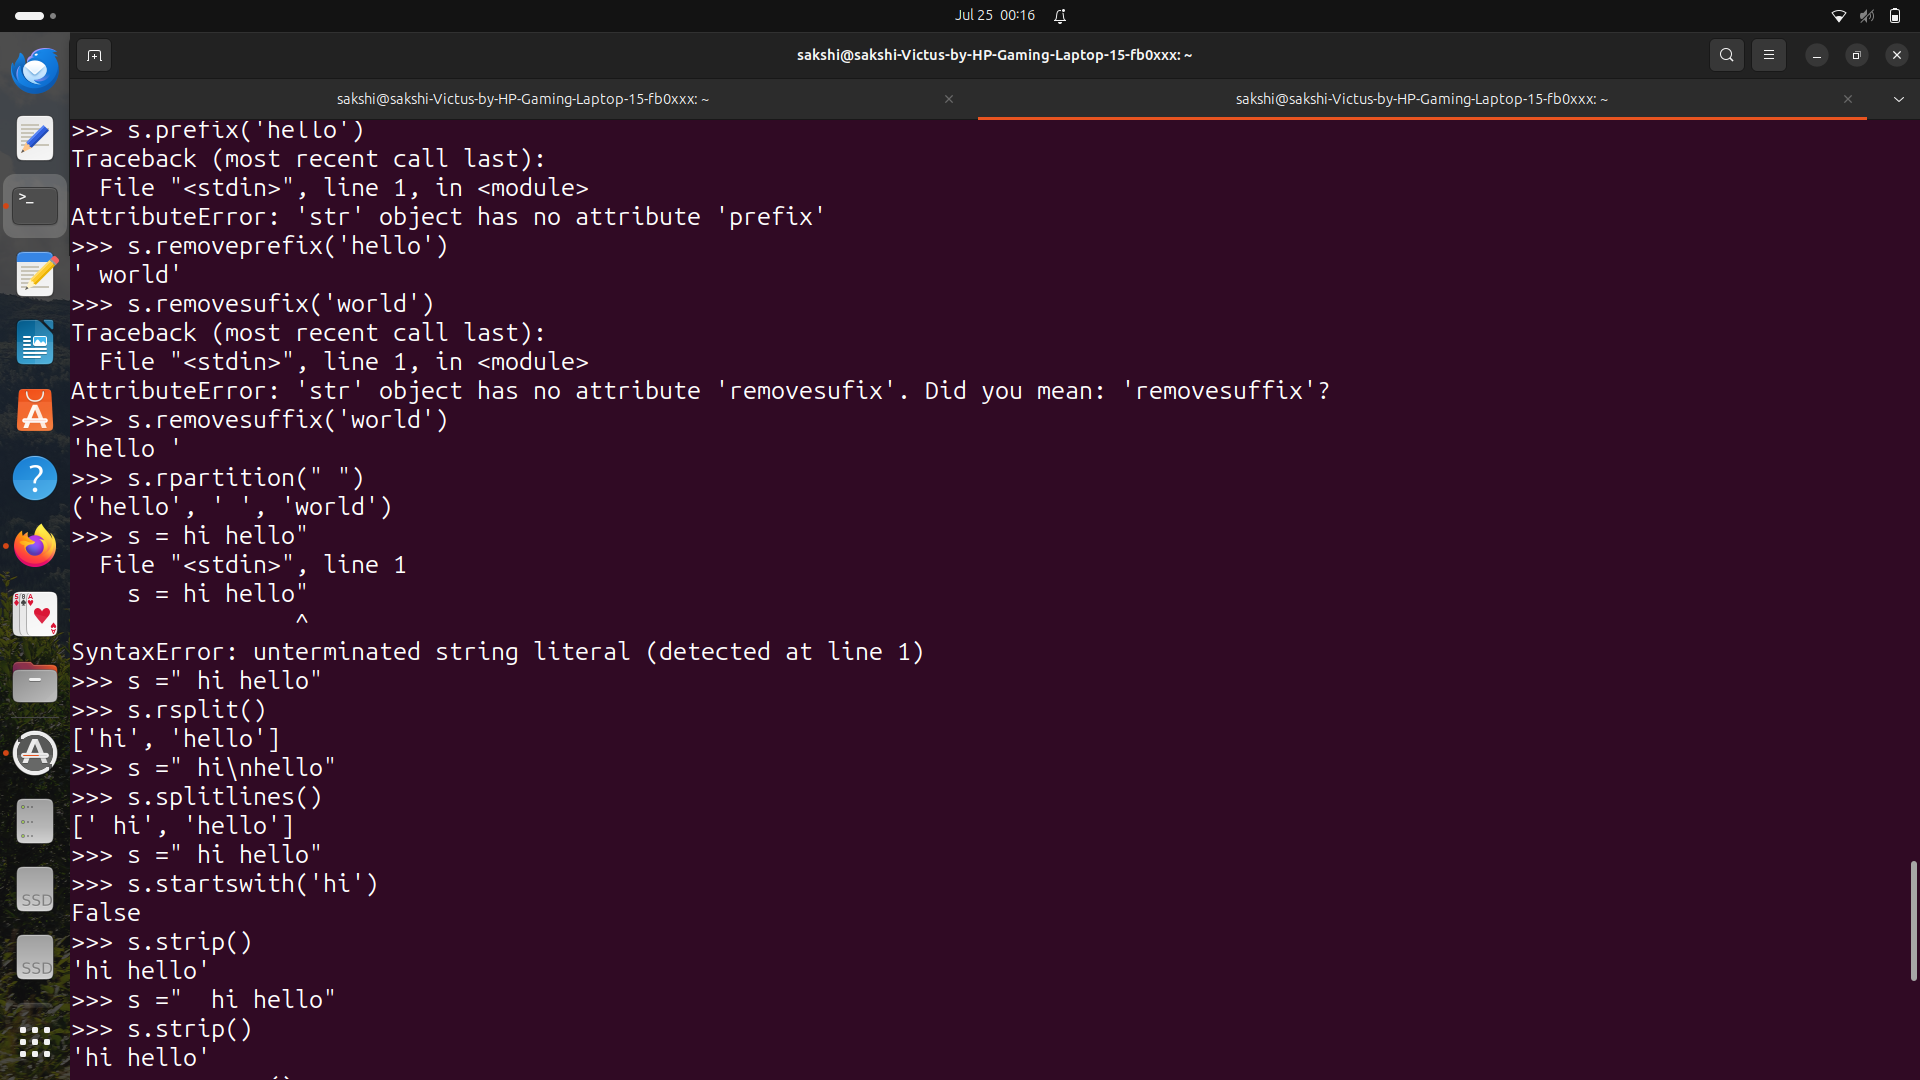 Jul 25 00:16
sakshi@sakshi-Victus-by-HP-Gaming-Laptop-15-fb0xxx: ~
sakshi@sakshi-Victus-by-HP-Gaming-Laptop-15-fb0xxx: ~
sakshi@sakshi-Victus-by-HP-Gaming-Laptop-15-fb0xxx: ~
>>> s.prefix('hello')
Traceback (most recent call last):
  File "<stdin>", line 1, in <module>
AttributeError: 'str' object has no attribute 'prefix'
>>> s.removeprefix('hello')
' world'
>>> s.removesufix('world')
Traceback (most recent call last):
  File "<stdin>", line 1, in <module>
AttributeError: 'str' object has no attribute 'removesufix'. Did you mean: 'removesuffix'?
>>> s.removesuffix('world')
'hello '
>>> s.rpartition(" ")
('hello', ' ', 'world')
>>> s = hi hello"
  File "<stdin>", line 1
    s = hi hello"
                ^
SyntaxError: unterminated string literal (detected at line 1)
>>> s =" hi hello"
>>> s.rsplit()
['hi', 'hello']
>>> s =" hi\nhello"
>>> s.splitlines()
[' hi', 'hello']
>>> s =" hi hello"
>>> s.startswith('hi')
False
>>> s.strip()
'hi hello'
>>> s ="  hi hello"
>>> s.strip()
'hi hello'
SSD
SSD